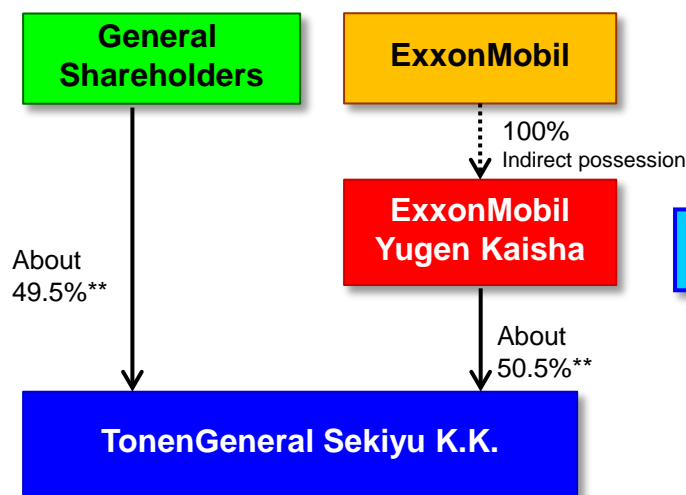 General
Shareholders
ExxonMobil
100%
Indirect possession
ExxonMobil
Yugen Kaisha
About
49.5%**
About
50.5%**
TonenGeneral Sekiyu K.K.